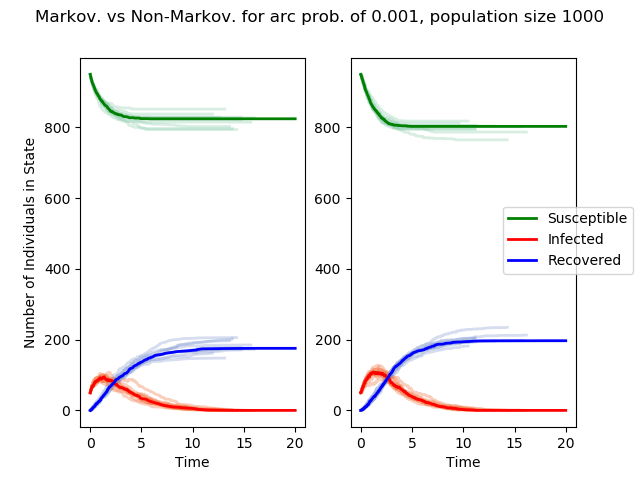 Markov. vs Non-Markov. for arc prob. of 0.001, population size 1000
Number of Individuals in State
800
600
400
200
0
0 5 10 15 20
Time
800
600
400
200
0
0 5 10 15 20
Time
Susceptible
Infected
Recovered